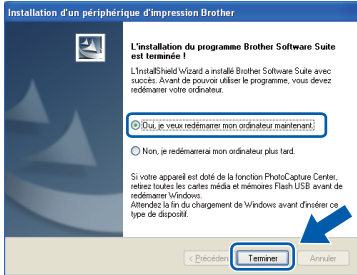 Installation d'un périphérique d'impression Brother
L'installation du programme Brother Software Suite
est terminée !
L'InstallShield Wizard a installé Brother Software Suite avec
succès. Avant de pouvoir utiliser le programme, vous devez
redémarrer votre ordinateur.
Oui, je veux redémarrer mon ordinateur maintenant.
Non, je redémarrerai mon ordinateur plus tard.
Si votre appareil est doté de la fonction PhotoCapture Center,
retirez toutes les cartes média et mémoires Flash USB avant de
redémarrer Windows.
Attendez la fin du chargement de Windows avant d'insérer ce
type de dispositif.
< Précéden Terminer Annuler